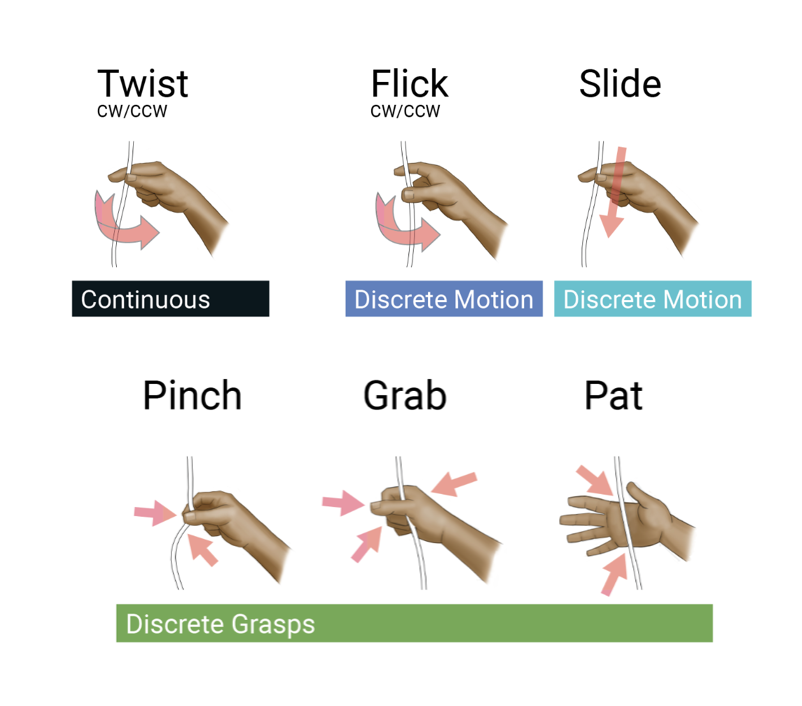 Twist
CW/CCW
Flick
CW/CCW
Slide
Continuous
Discrete Motion
Discrete Motion
Pinch
Grab
Pat
Discrete Grasps